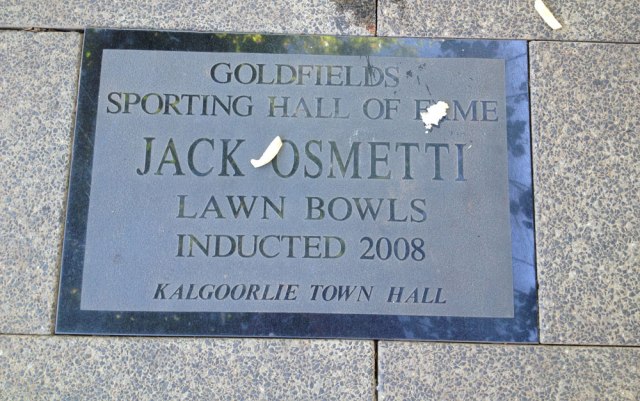 GOLDFIELDS
SPORTING HALL OF FAME
JACK OSMETTI
LAWN BOWLS
INDUCTED 2008
KALGOORLIE TOWN HALL